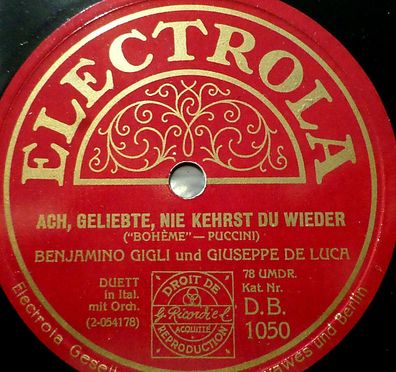 ELECTROLA
ACH, GELIEBTE, NIE KEHRST DU WIEDER
("BOHÈME" — PUCCINI)
BENJAMINO GIGLI und GIUSEPPE DE LUCA
DUETT
in Ital.
mit Orch.
(2-054178)
DROIT DE
G. Ricordi e C.
ACQUITTÉ
REPRODUCTION
78 UMDR.
Kat. Nr.
D.B.
1050
Electrola Gesell
und Berlin